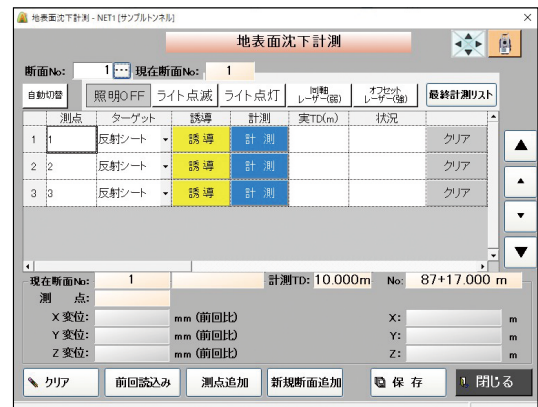 地表面沈下計測 - NET1 [サンプルトンネル]
地表面沈下計測
断面No: 1 ... 現在断面No: 1
自動切替 照明OFF ライト点滅 ライト点灯 同軸レーザー(弱) オフセットレーザー(強) 最終計測リスト
測点 ターゲット 誘導 計測 実TD(m) 状況
1 1 反射シート 誘導 計測 クリア
2 2 反射シート 誘導 計測 クリア
3 3 反射シート 誘導 計測 クリア
現在断面No: 1 計測TD: 10.000m No: 87+17.000 m
測 点:
X 変位: mm (前回比) X: m
Y 変位: mm (前回比) Y: m
Z 変位: mm (前回比) Z: m
クリア 前回読込み 測点追加 新規断面追加 保 存 閉じる